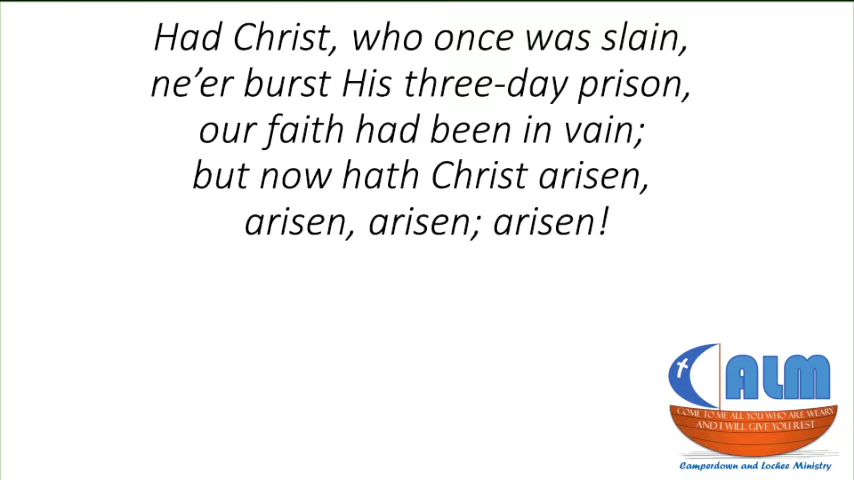 Had Christ, who once was slain,
ne’er burst His three-day prison,
our faith had been in vain;
but now hath Christ arisen,
arisen, arisen; arisen!
CALM
COME TO ME ALL YOU WHO ARE WEARY
AND I WILL GIVE YOU REST
Camperdown and Lochee Ministry